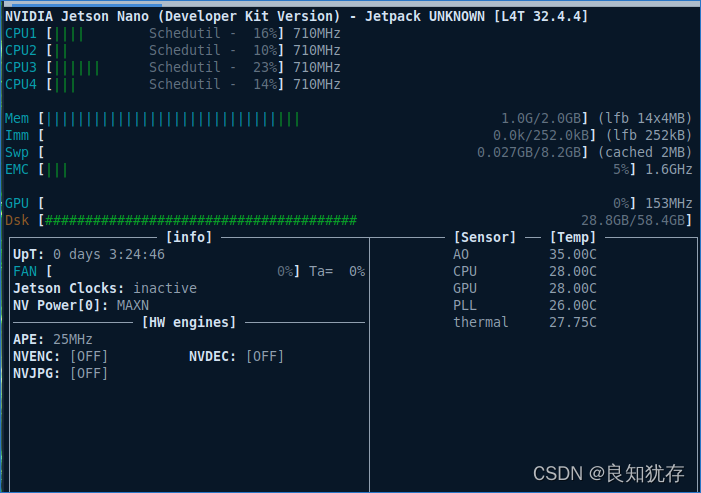 NVIDIA Jetson Nano (Developer Kit Version) - Jetpack UNKNOWN [L4T 32.4.4]
CPU1 [|||| Schedutil - 16%] 710MHz
CPU2 [|| Schedutil - 10%] 710MHz
CPU3 [|||||| Schedutil - 23%] 710MHz
CPU4 [||| Schedutil - 14%] 710MHz
Mem [|||||||||||||||||||||||||||||||| 1.0G/2.0GB] (lfb 14x4MB)
Imm [ 0.0k/252.0kB] (lfb 252kB)
Swp [ 0.027GB/8.2GB] (cached 2MB)
EMC [||| 5%] 1.6GHz
GPU [ 0%] 153MHz
Dsk [####################################### 28.8GB/58.4GB]
[info] [Sensor] [Temp]
UpT: 0 days 3:24:46 AO 35.00C
FAN [ 0%] Ta= 0% CPU 28.00C
Jetson Clocks: inactive GPU 28.00C
NV Power[0]: MAXN PLL 26.00C
[HW engines] thermal 27.75C
APE: 25MHz
NVENC: [OFF] NVDEC: [OFF]
NVJPG: [OFF]
CSDN @良知犹存